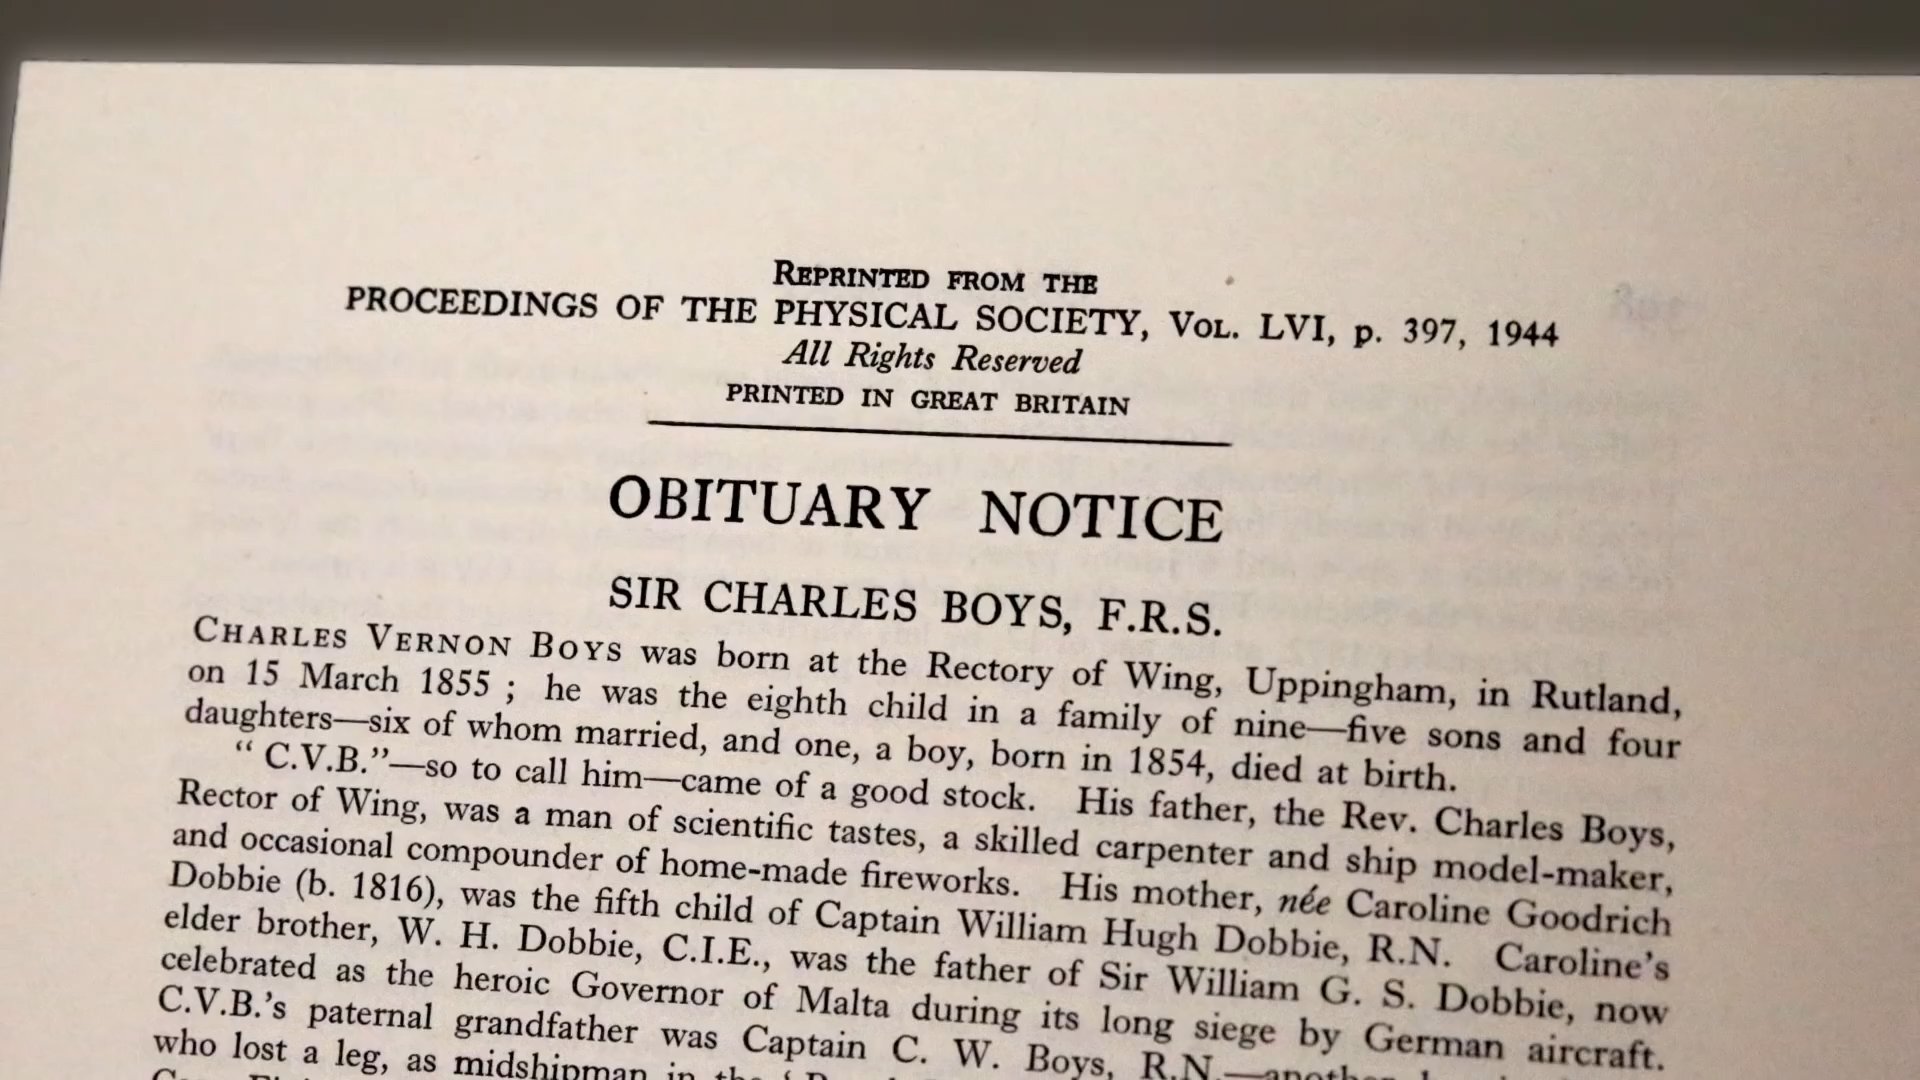 REPRINTED FROM THE
PROCEEDINGS OF THE PHYSICAL SOCIETY, VOL. LVI, p. 397, 1944
All Rights Reserved
PRINTED IN GREAT BRITAIN
OBITUARY NOTICE
SIR CHARLES BOYS, F.R.S.
CHARLES VERNON BOYS was born at the Rectory of Wing, Uppingham, in Rutland,
on 15 March 1855 ; he was the eighth child in a family of nine—five sons and four
daughters—six of whom married, and one, a boy, born in 1854, died at birth.
“ C.V.B.”—so to call him—came of a good stock. His father, the Rev. Charles Boys,
Rector of Wing, was a man of scientific tastes, a skilled carpenter and ship model-maker,
and occasional compounder of home-made fireworks. His mother, née Caroline Goodrich
Dobbie (b. 1816), was the fifth child of Captain William Hugh Dobbie, R.N. Caroline’s
elder brother, W. H. Dobbie, C.I.E., was the father of Sir William G. S. Dobbie, now
celebrated as the heroic Governor of Malta during its long siege by German aircraft.
C.V.B.’s paternal grandfather was Captain C. W. Boys, R.N.—another
who lost a leg, as midshipman in the